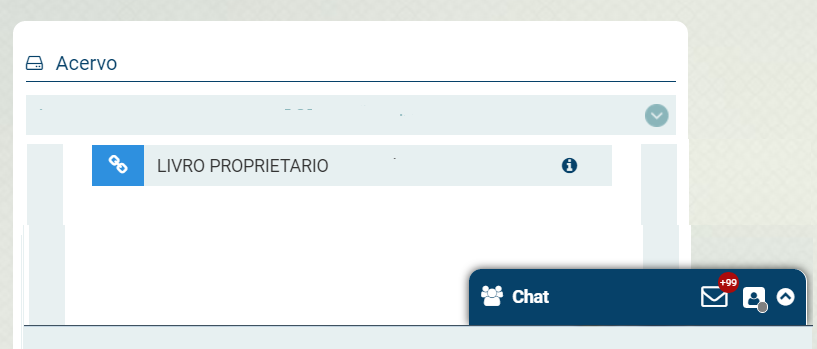 Acervo
LIVRO PROPRIETARIO
Chat
+99